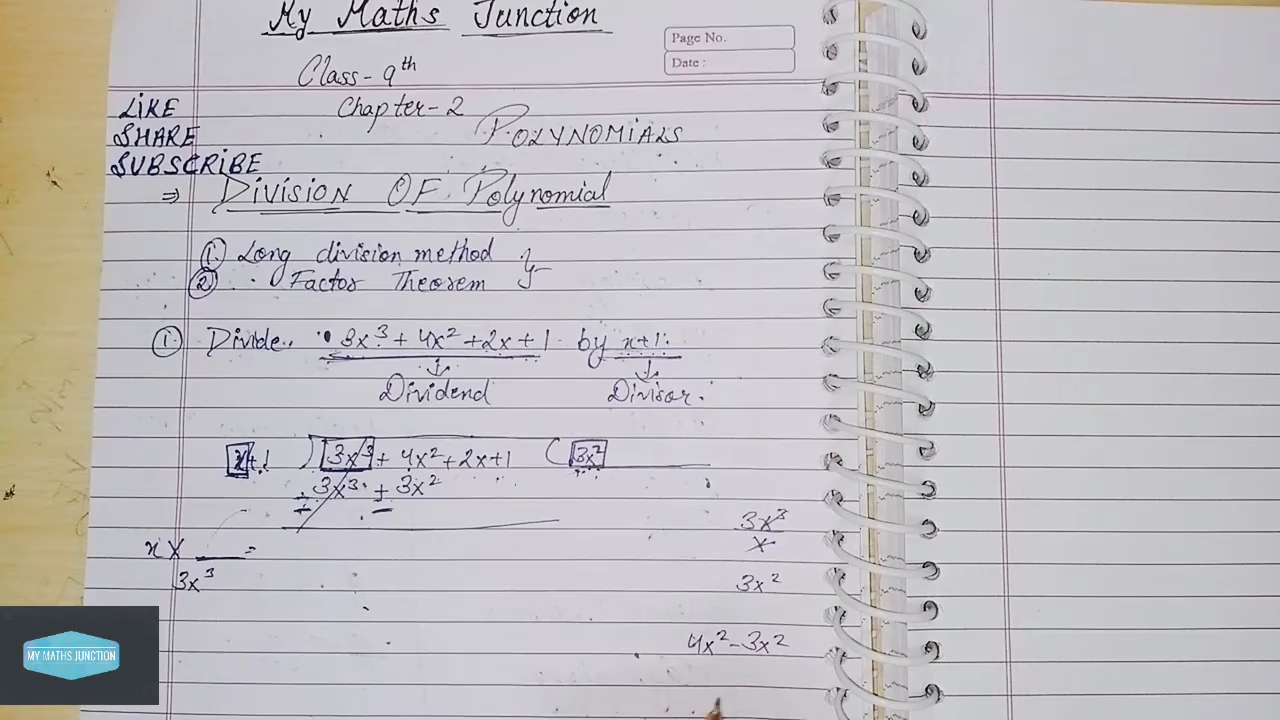 My Maths Junction
Page No.
Date :
Class-9th
Chapter-2
POLYNOMIALS
LIKE
SHARE
SUBSCRIBE
⇒ DIVISION OF Polynomial
① Long division method
② Factor Theorem
① Divide 3x³ + 4x² + 2x + 1 by x+1.
Dividend Divisor.
x+1 ) 3x³ + 4x² + 2x + 1 ( 3x²
± 3x³ ± 3x²
3x³
x
x × ___ =
3x³
3x²
4x² - 3x²
MY MATHS JUNCTION